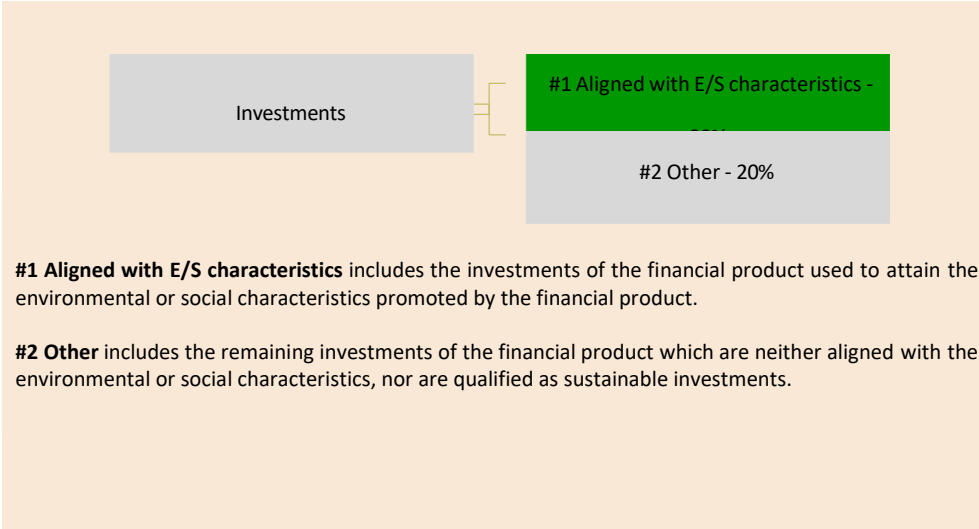 #1 Aligned with E/S characteristics -
Investments
#2 Other - 20%
#1 Aligned with E/S characteristics includes the investments of the financial product used to attain the
environmental or social characteristics promoted by the financial product.
#2 Other includes the remaining investments of the financial product which are neither aligned with the
environmental or social characteristics, nor are qualified as sustainable investments.